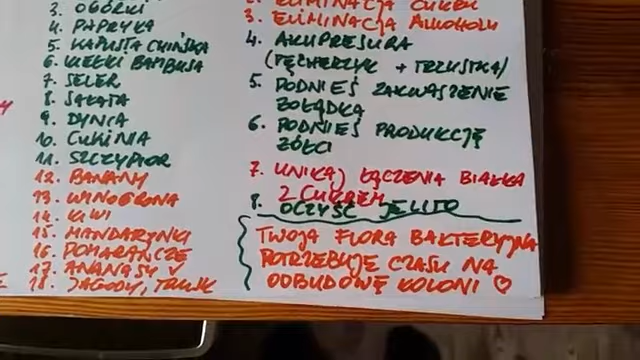 3. OGÓRKI
4. PAPRYKA
5. KAPUSTA CHIŃSKA
6. KIEŁKI BAMBUSA
7. SELER
8. SAŁATA
9. DYNIA
10. CUKINIA
11. SZCZYPIOR
12. BANANY
13. WINOGRONA
14. KIWI
15. MANDARYNKI
16. POMARAŃCZE
17. ANANASY
18. JAGODY, TRUSK
2. ELIMINACJA CUKRU
3. ELIMINACJA ALKOHOLU
4. AKUPRESURA
(PĘCHERZYK + TRZUSTKA)
5. PODNIEŚ ZAKWASZENIE
ŻOŁĄDKA
6. PODNIEŚ PRODUKCJĘ
ŻÓŁCI
7. UNIKAJ ŁĄCZENIA BIAŁKA
Z CUKREM
8. OCZYŚĆ JELITO
TWOJA FLORA BAKTERYJNA
POTRZEBUJE CZASU NA
ODBUDOWĘ KOLONI ♡